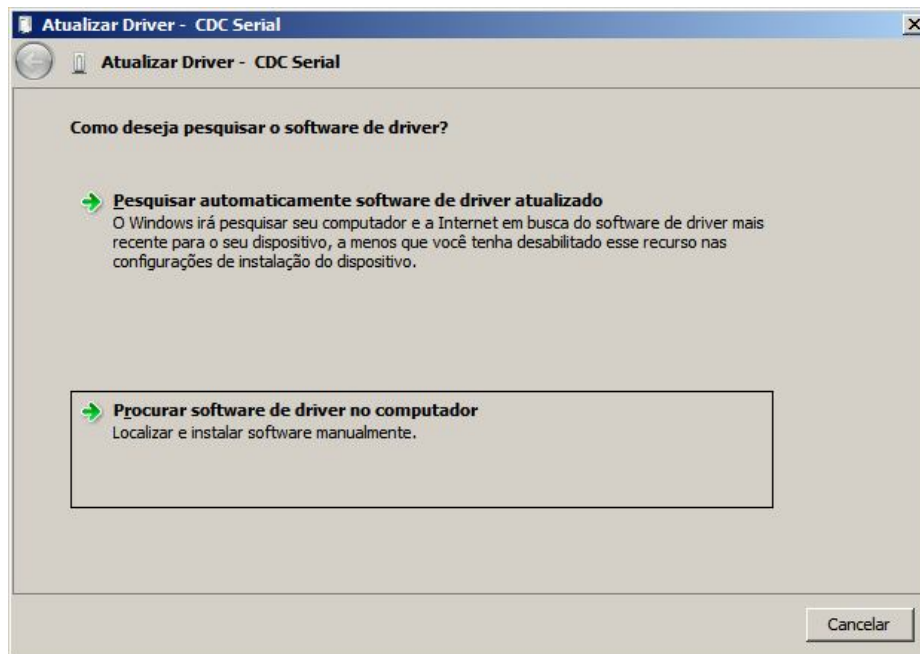 Atualizar Driver - CDC Serial
Atualizar Driver - CDC Serial
Como deseja pesquisar o software de driver?
Pesquisar automaticamente software de driver atualizado
O Windows irá pesquisar seu computador e a Internet em busca do software de driver mais
recente para o seu dispositivo, a menos que você tenha desabilitado esse recurso nas
configurações de instalação do dispositivo.
Procurar software de driver no computador
Localizar e instalar software manualmente.
Cancelar